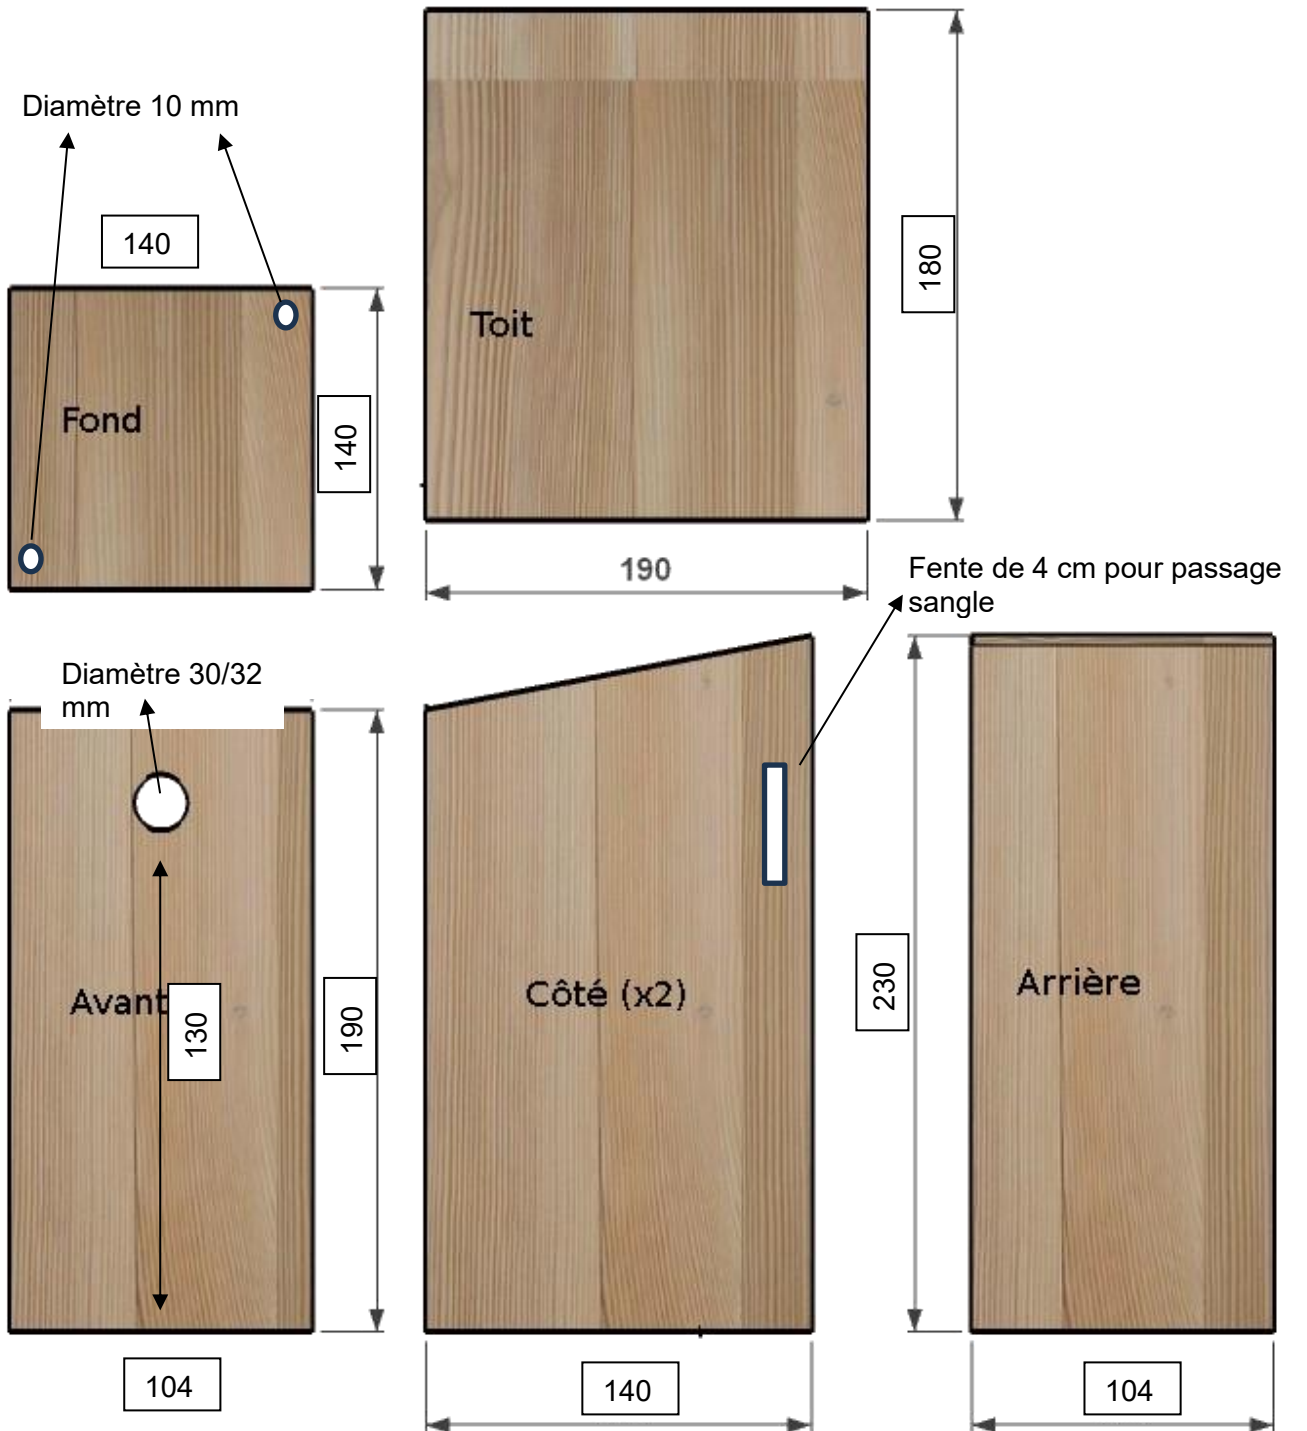 Diamètre 10 mm
140
Fond
140
Toit
180
190
Fente de 4 cm pour passage
sangle
Diamètre 30/32
mm
Avant
130
190
104
Côté (x2)
140
230
Arrière
104